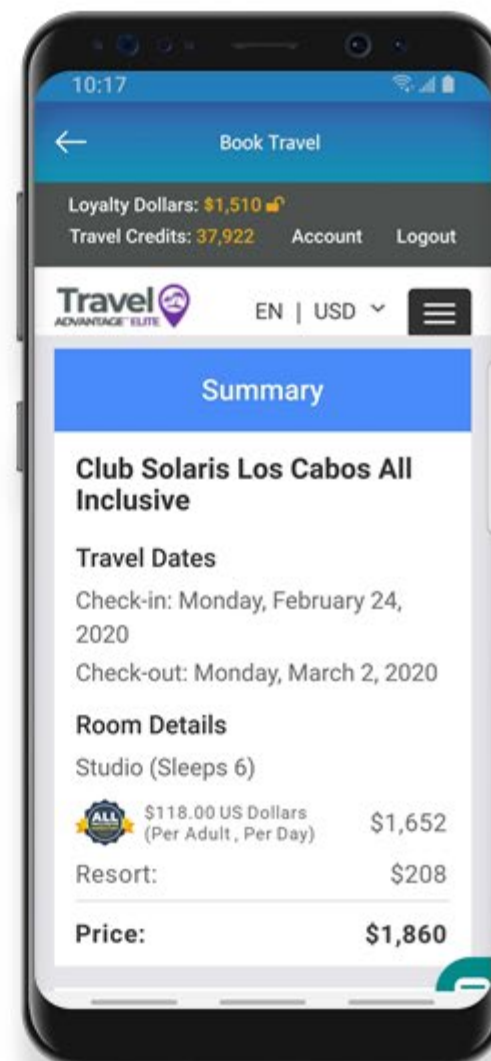 10:17
Book Travel
Loyalty Dollars: $1,510
Travel Credits: 37,922 Account Logout
Travel
ADVANTAGE™ ELITE
EN | USD
Summary
Club Solaris Los Cabos All
Inclusive
Travel Dates
Check-in: Monday, February 24,
2020
Check-out: Monday, March 2, 2020
Room Details
Studio (Sleeps 6)
ALL
$118.00 US Dollars
(Per Adult , Per Day) $1,652
Resort: $208
Price: $1,860